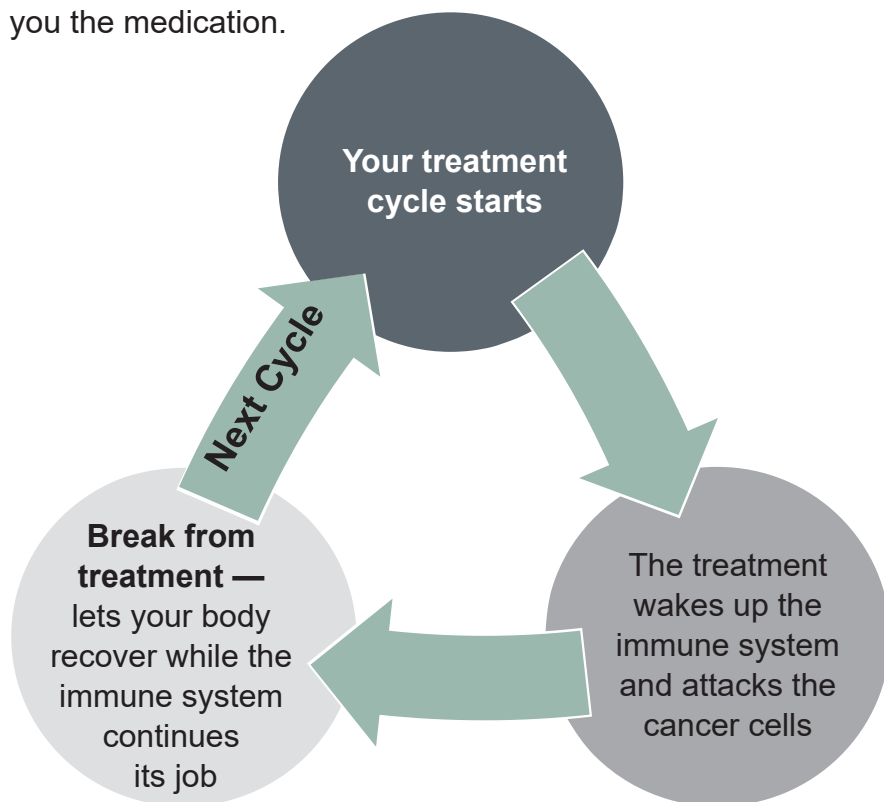 you the medication.
Your treatment
cycle starts
The treatment
wakes up the
immune system
and attacks the
cancer cells
Break from
treatment —
lets your body
recover while the
immune system
continues
its job
Next Cycle